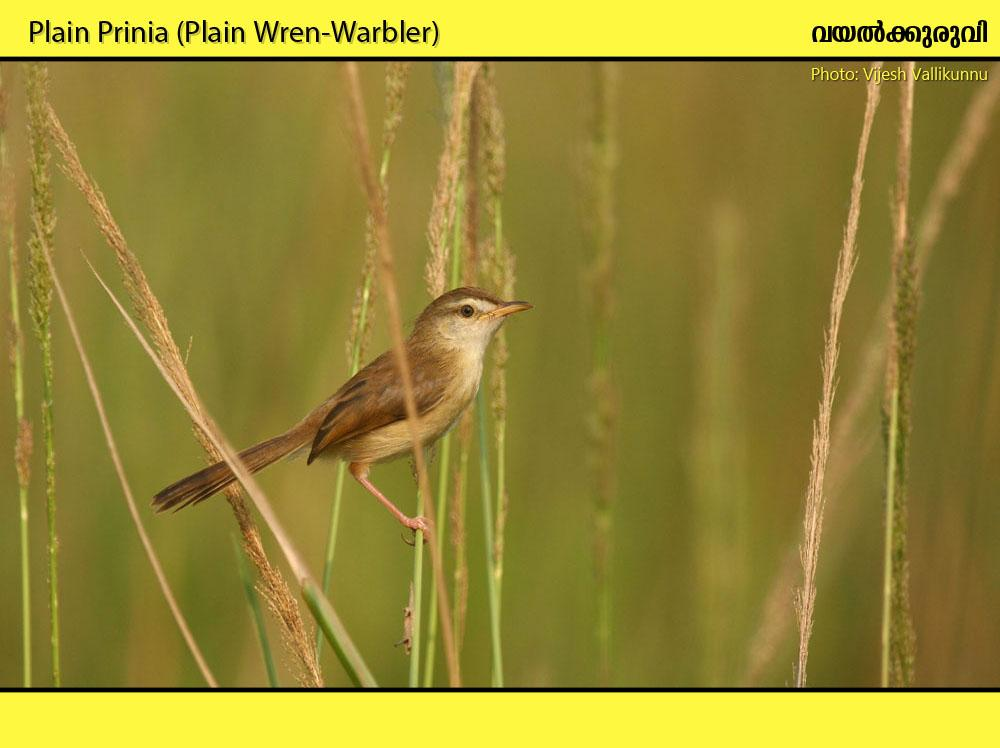 Plain Prinia (Plain Wren-Warbler)
വയൽക്കുരുവി
Photo: Vijesh Vallikunnu